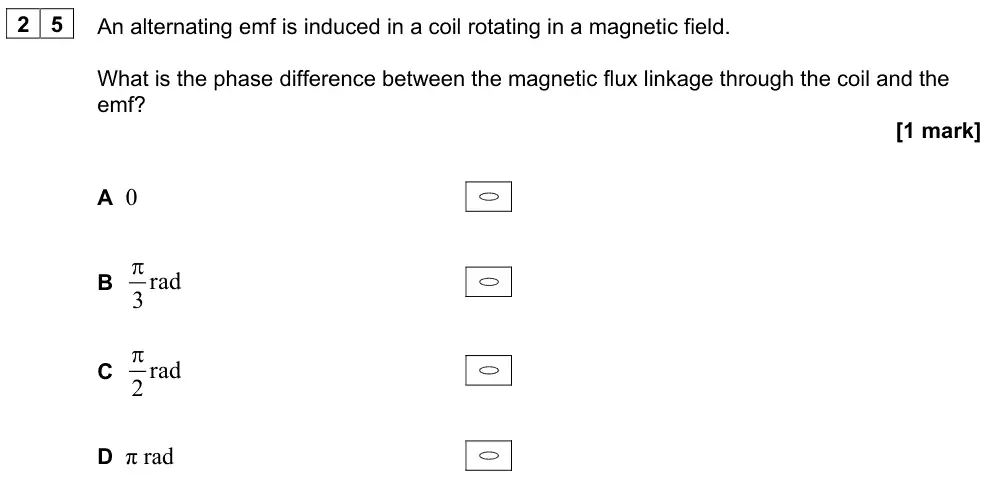 2 5 An alternating emf is induced in a coil rotating in a magnetic field.
What is the phase difference between the magnetic flux linkage through the coil and the
emf?
[1 mark]
A 0
B π/3 rad
C π/2 rad
D π rad